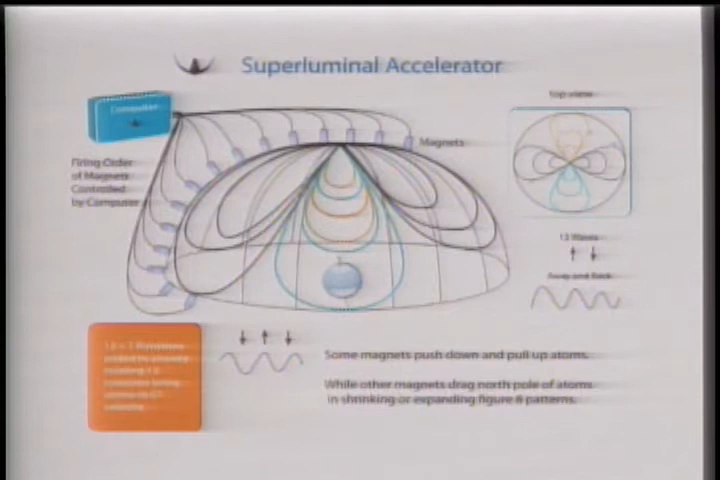 Superluminal Accelerator
Computer
top view
Magnets
Firing Order
of Magnets
Controlled
by Computer
13 Waves
Away and Back
Some magnets push down and pull up atoms.
While other magnets drag north pole of atoms
in shrinking or expanding figure 8 patterns.